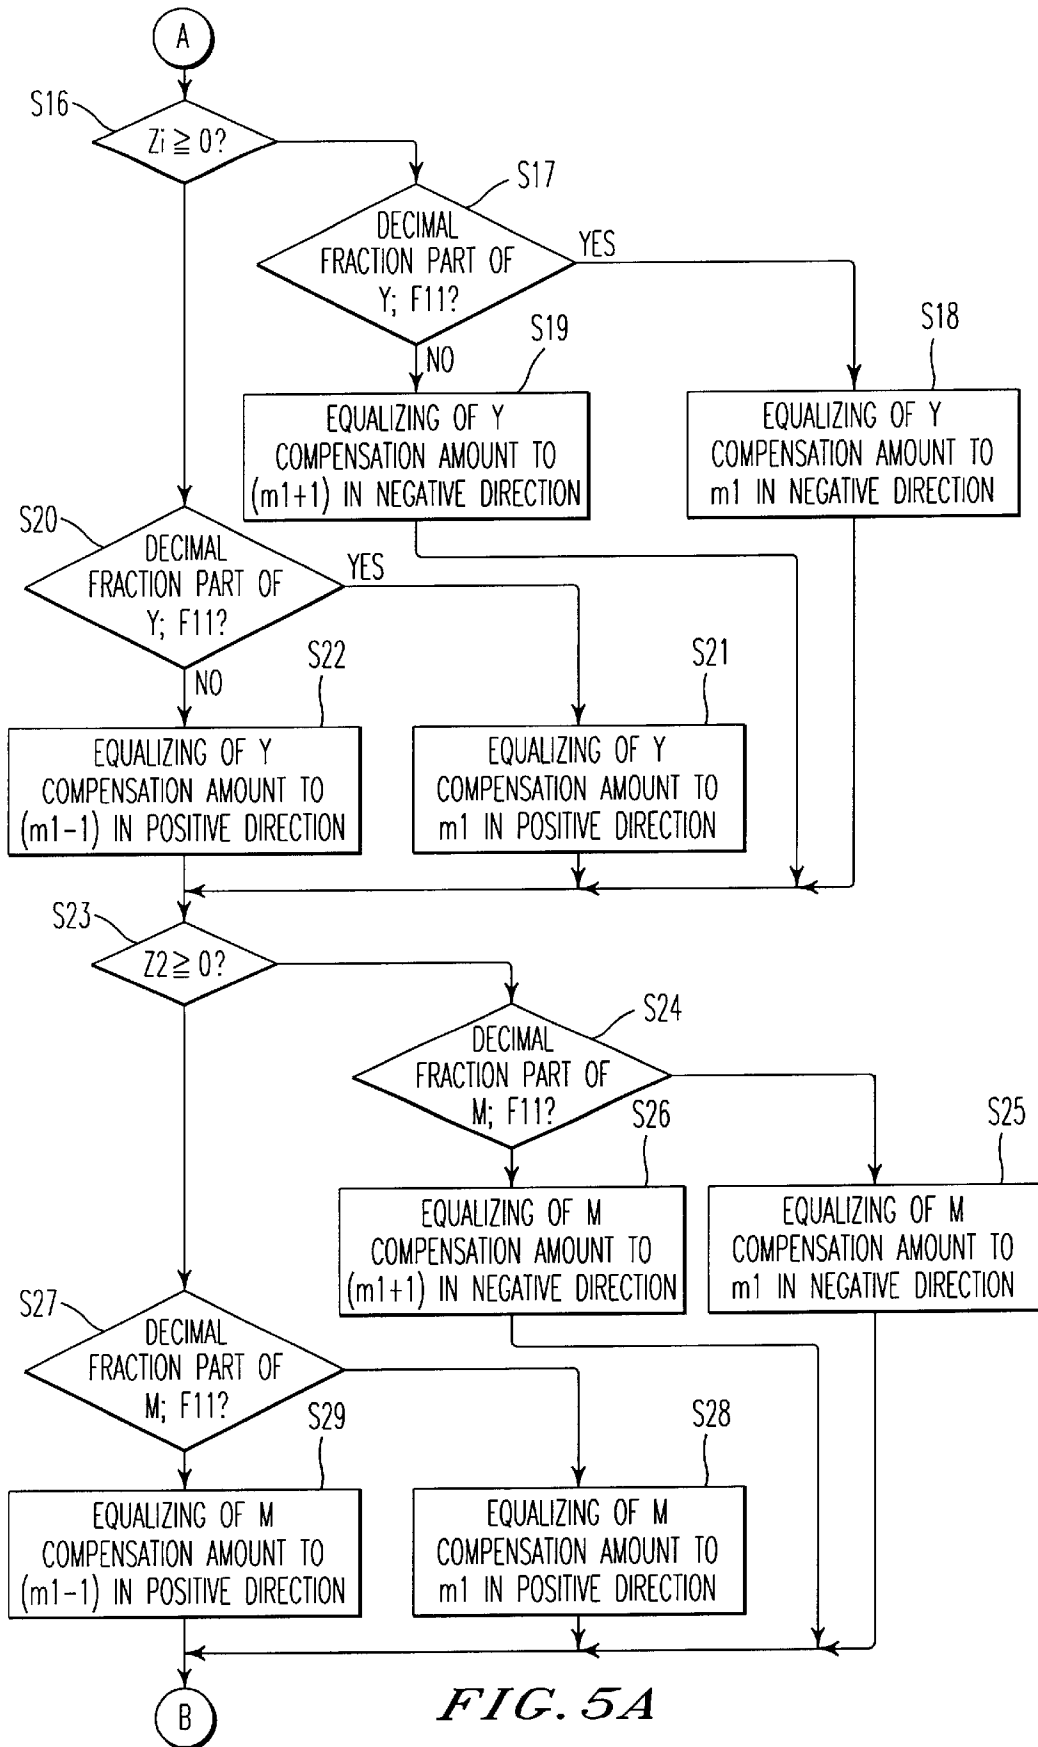 A
S16
Zi ≧ 0?
S17
DECIMAL
FRACTION PART OF
Y; F11?
YES
NO
S19
S18
EQUALIZING OF Y
COMPENSATION AMOUNT TO
(m1+1) IN NEGATIVE DIRECTION
EQUALIZING OF Y
COMPENSATION AMOUNT TO
m1 IN NEGATIVE DIRECTION
S20
DECIMAL
FRACTION PART OF
Y; F11?
YES
NO
S22
S21
EQUALIZING OF Y
COMPENSATION AMOUNT TO
(m1-1) IN POSITIVE DIRECTION
EQUALIZING OF Y
COMPENSATION AMOUNT TO
m1 IN POSITIVE DIRECTION
S23
Z2 ≧ 0?
S24
DECIMAL
FRACTION PART OF
M; F11?
S26
S25
EQUALIZING OF M
COMPENSATION AMOUNT TO
(m1+1) IN NEGATIVE DIRECTION
EQUALIZING OF M
COMPENSATION AMOUNT TO
m1 IN NEGATIVE DIRECTION
S27
DECIMAL
FRACTION PART OF
M; F11?
S29
S28
EQUALIZING OF M
COMPENSATION AMOUNT TO
(m1-1) IN POSITIVE DIRECTION
EQUALIZING OF M
COMPENSATION AMOUNT TO
m1 IN POSITIVE DIRECTION
B
FIG. 5A